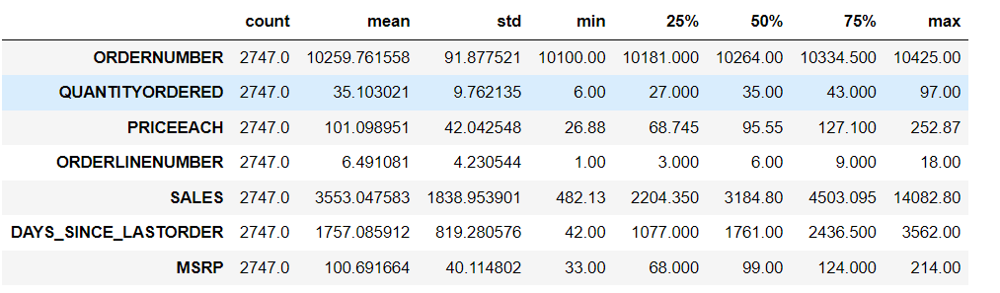 count mean std min 25% 50% 75% max
ORDERNUMBER 2747.0 10259.761558 91.877521 10100.00 10181.000 10264.00 10334.500 10425.00
QUANTITYORDERED 2747.0 35.103021 9.762135 6.00 27.000 35.00 43.000 97.00
PRICEEACH 2747.0 101.098951 42.042548 26.88 68.745 95.55 127.100 252.87
ORDERLINENUMBER 2747.0 6.491081 4.230544 1.00 3.000 6.00 9.000 18.00
SALES 2747.0 3553.047583 1838.953901 482.13 2204.350 3184.80 4503.095 14082.80
DAYS_SINCE_LASTORDER 2747.0 1757.085912 819.280576 42.00 1077.000 1761.00 2436.500 3562.00
MSRP 2747.0 100.691664 40.114802 33.00 68.000 99.00 124.000 214.00